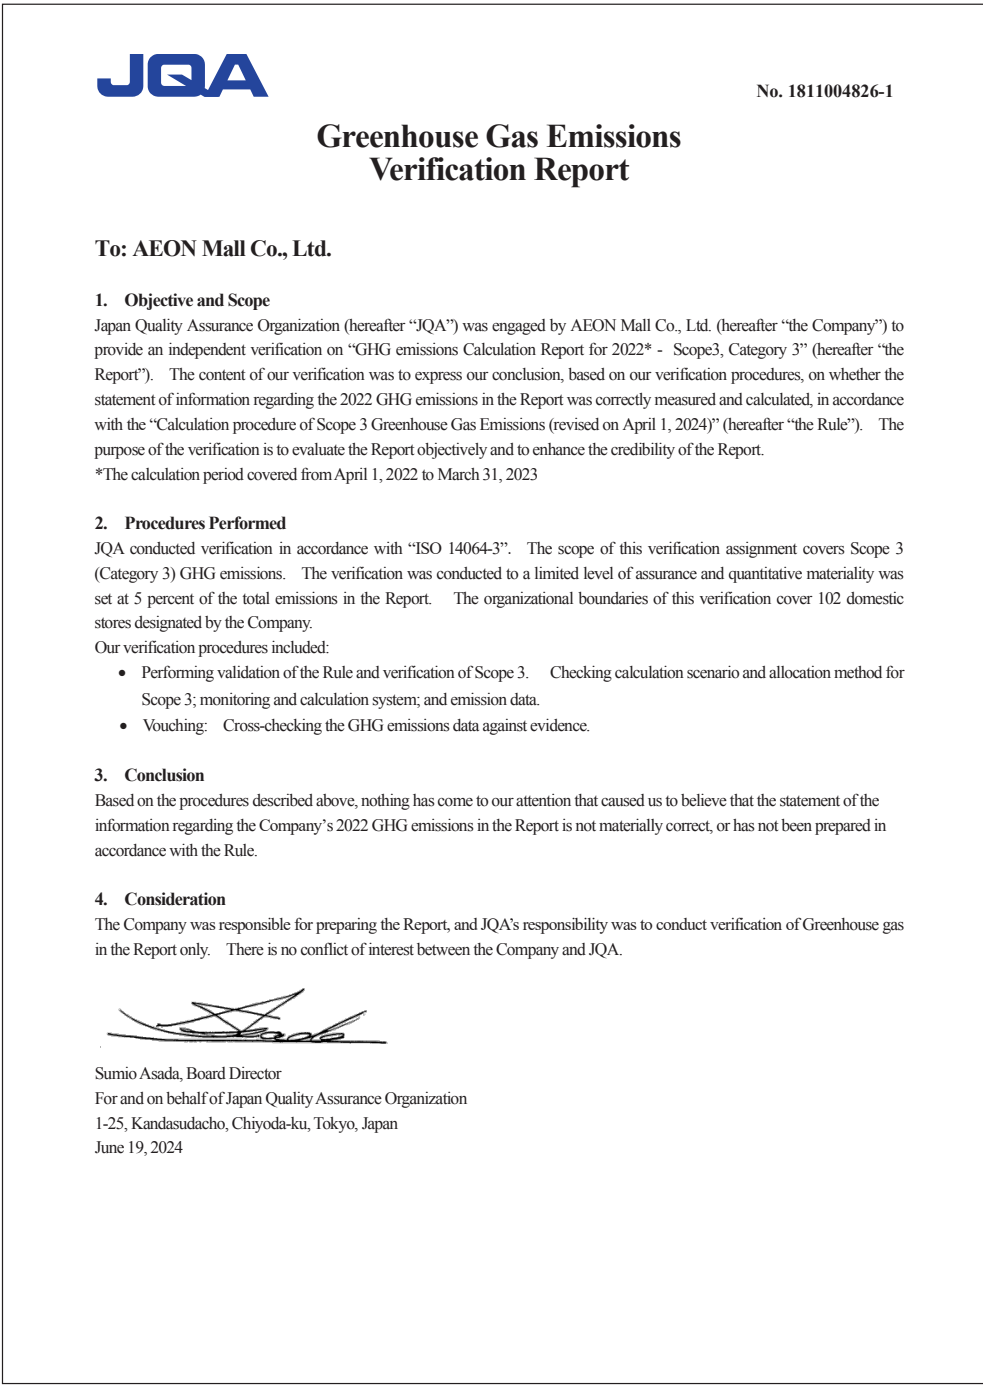 JQA
No. 1811004826-1
Greenhouse Gas Emissions
Verification Report
To: AEON Mall Co., Ltd.
1. Objective and Scope
Japan Quality Assurance Organization (hereafter “JQA”) was engaged by AEON Mall Co., Ltd. (hereafter “the Company”) to
provide an independent verification on “GHG emissions Calculation Report for 2022* - Scope3, Category 3” (hereafter “the
Report”). The content of our verification was to express our conclusion, based on our verification procedures, on whether the
statement of information regarding the 2022 GHG emissions in the Report was correctly measured and calculated, in accordance
with the “Calculation procedure of Scope 3 Greenhouse Gas Emissions (revised on April 1, 2024)” (hereafter “the Rule”). The
purpose of the verification is to evaluate the Report objectively and to enhance the credibility of the Report.
*The calculation period covered from April 1, 2022 to March 31, 2023
2. Procedures Performed
JQA conducted verification in accordance with “ISO 14064-3”. The scope of this verification assignment covers Scope 3
(Category 3) GHG emissions. The verification was conducted to a limited level of assurance and quantitative materiality was
set at 5 percent of the total emissions in the Report. The organizational boundaries of this verification cover 102 domestic
stores designated by the Company.
Our verification procedures included:
• Performing validation of the Rule and verification of Scope 3. Checking calculation scenario and allocation method for
Scope 3; monitoring and calculation system; and emission data.
• Vouching: Cross-checking the GHG emissions data against evidence.
3. Conclusion
Based on the procedures described above, nothing has come to our attention that caused us to believe that the statement of the
information regarding the Company’s 2022 GHG emissions in the Report is not materially correct, or has not been prepared in
accordance with the Rule.
4. Consideration
The Company was responsible for preparing the Report, and JQA’s responsibility was to conduct verification of Greenhouse gas
in the Report only. There is no conflict of interest between the Company and JQA.
Sumio Asada, Board Director
For and on behalf of Japan Quality Assurance Organization
1-25, Kandasudacho, Chiyoda-ku, Tokyo, Japan
June 19, 2024